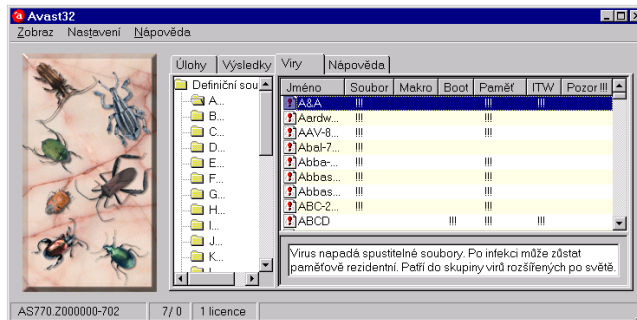 Avast32
Zobraz Nastavení Nápověda
Úlohy Výsledky Viry Nápověda
Definiční sou
A...
B...
C...
D...
E...
F...
G...
H...
I...
J...
K...
Jméno Soubor Makro Boot Paměť ITW Pozor !!!
A&A !!! !!! !!!
Aardw... !!! !!!
AAV-8... !!! !!!
Abal-7... !!!
Abba-... !!! !!!
Abbas... !!! !!!
Abbas... !!! !!!
ABC-2... !!! !!!
ABCD !!! !!! !!!
Virus napadá spustitelné soubory. Po infekci může zůstat
paměťově rezidentní. Patří do skupiny virů rozšířených po světě.
AS770.Z000000-702 7/ 0 1 licence